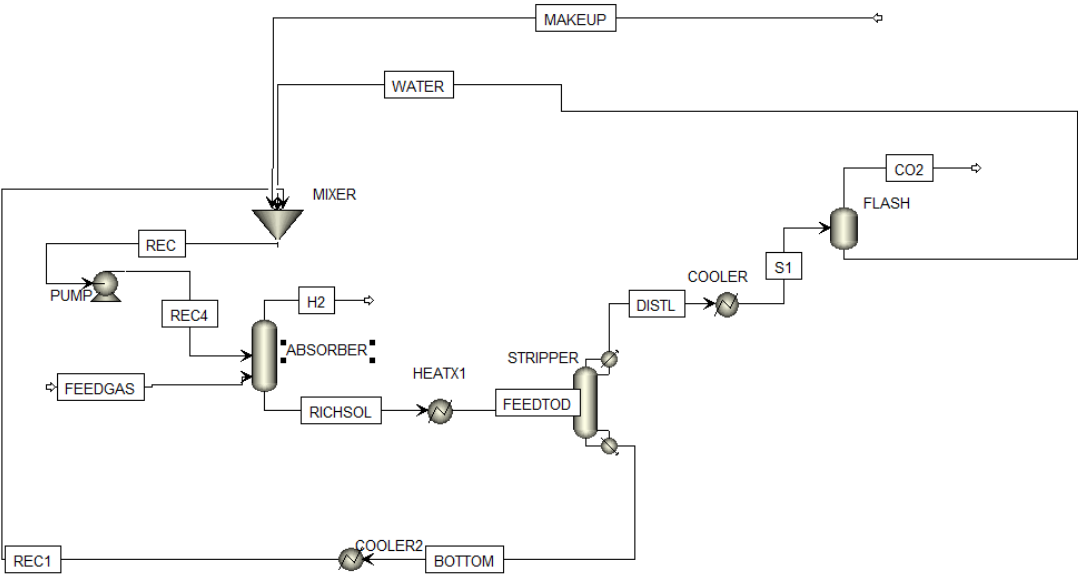 MAKEUP
WATER
CO2
MIXER
FLASH
REC
S1
COOLER
PUMP
H2
DISTL
REC4
ABSORBER
STRIPPER
HEATX1
FEEDGAS
FEEDTOD
RICHSOL
COOLER2
REC1
BOTTOM